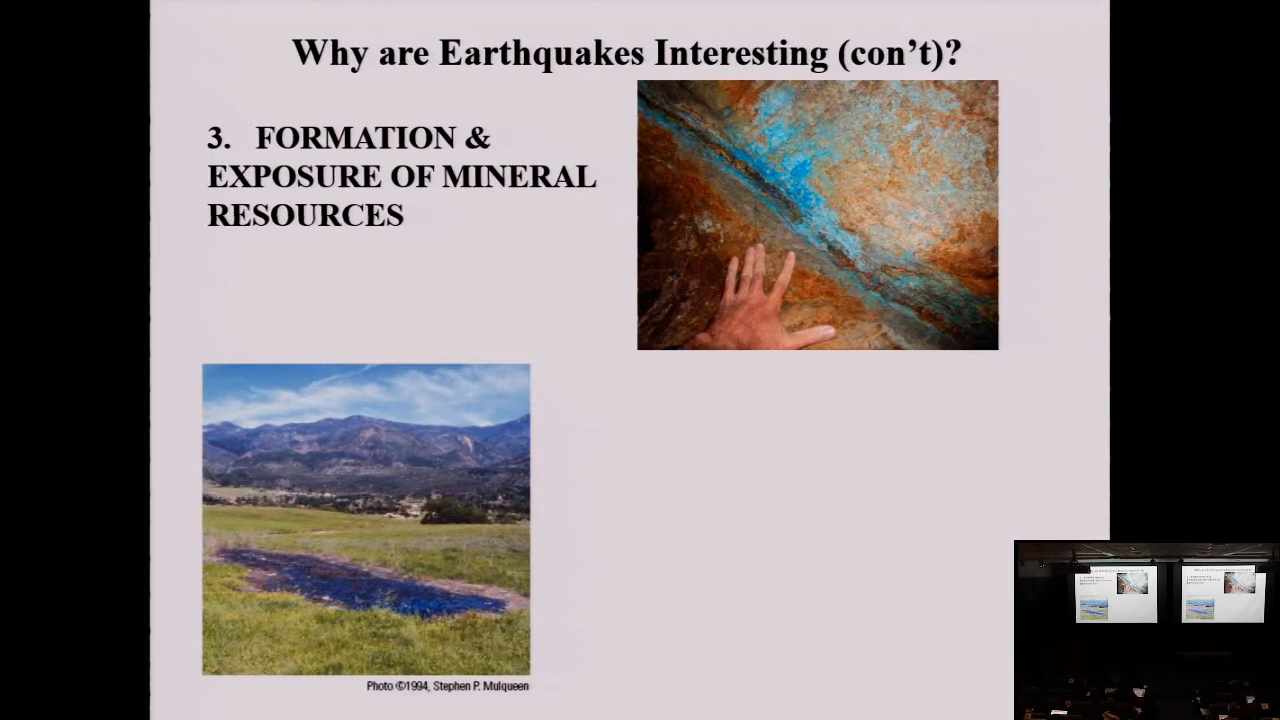 Why are Earthquakes Interesting (con’t)?
3. FORMATION &
EXPOSURE OF MINERAL
RESOURCES
Photo ©1994, Stephen P. Mulqueen